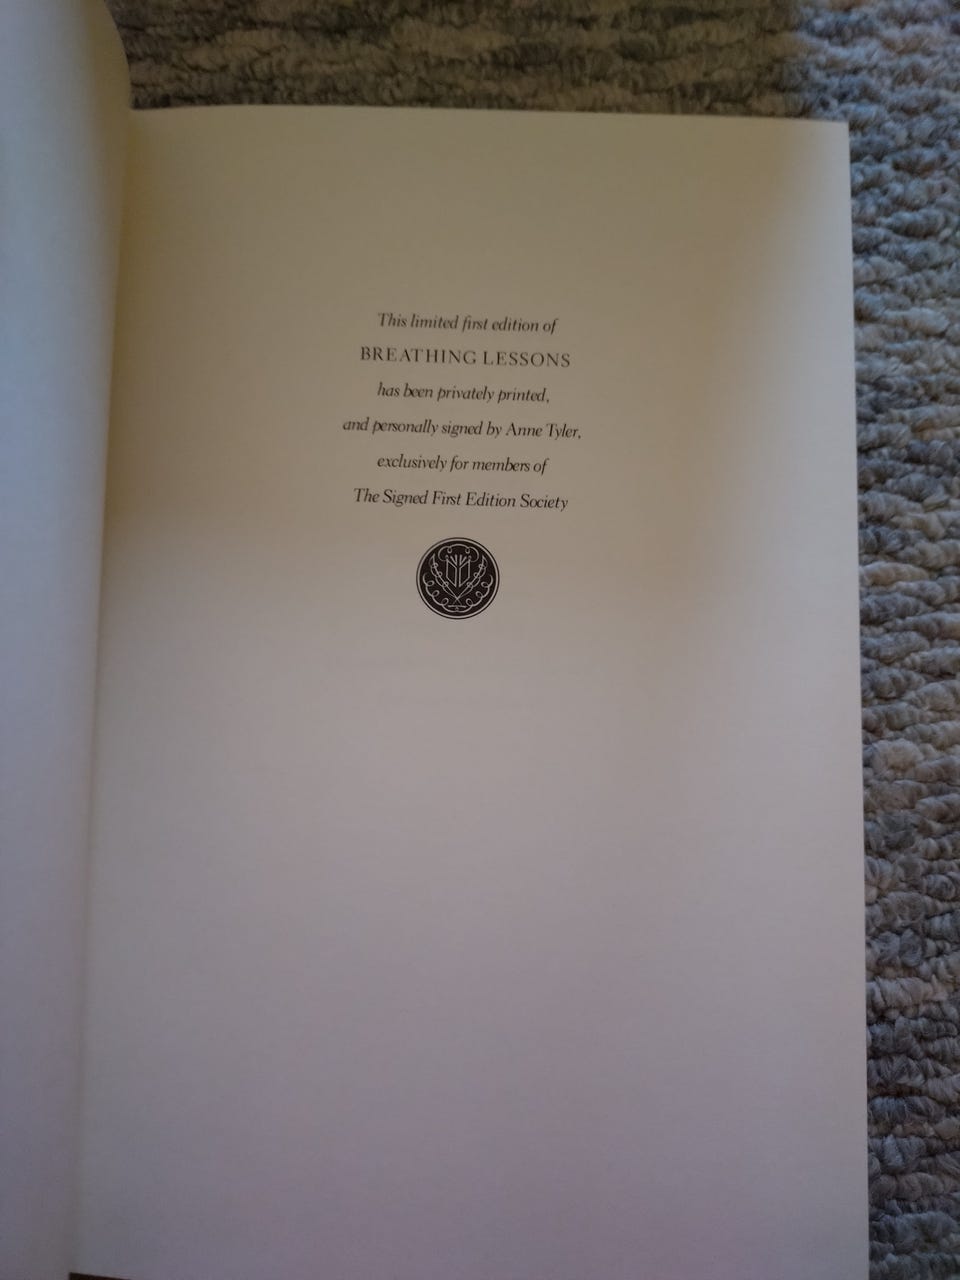 This limited first edition of
BREATHING LESSONS
has been privately printed,
and personally signed by Anne Tyler,
exclusively for members of
The Signed First Edition Society